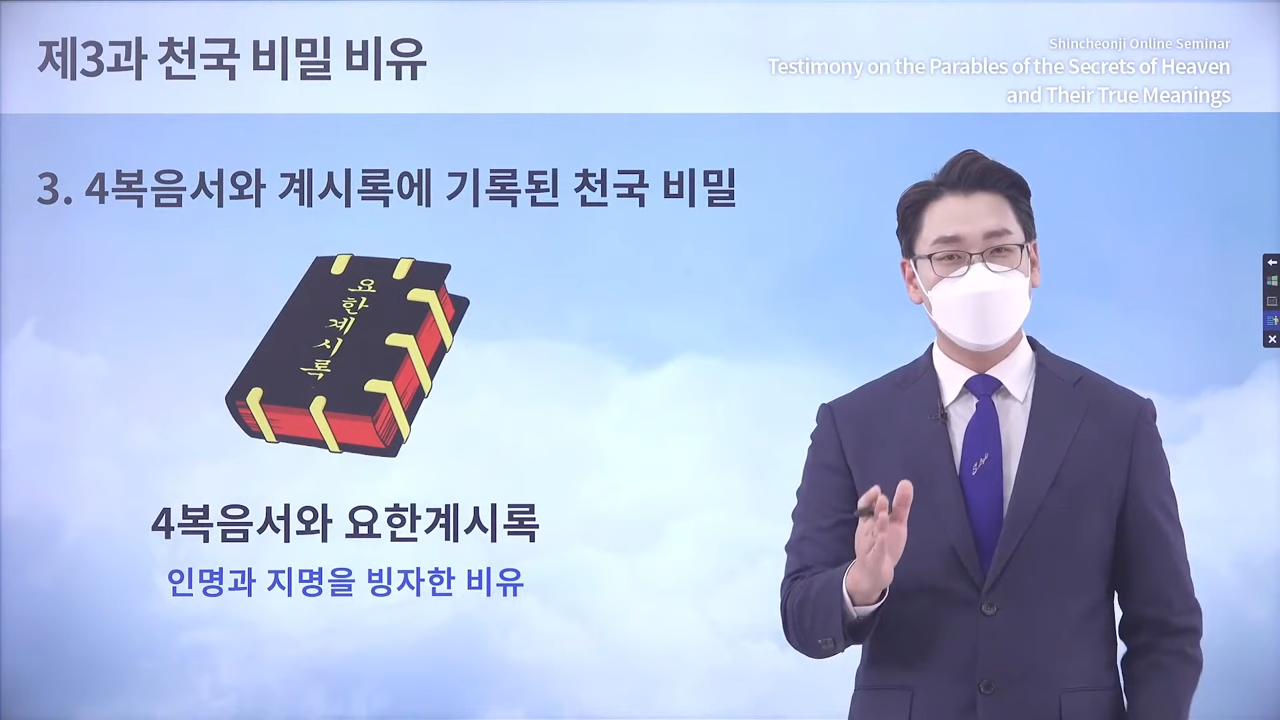 제3과 천국 비밀 비유
Shincheonji Online Seminar
Testimony on the Parables of the Secrets of Heaven
and Their True Meanings
3. 4복음서와 계시록에 기록된 천국 비밀
요한계시록
4복음서와 요한계시록
인명과 지명을 빙자한 비유